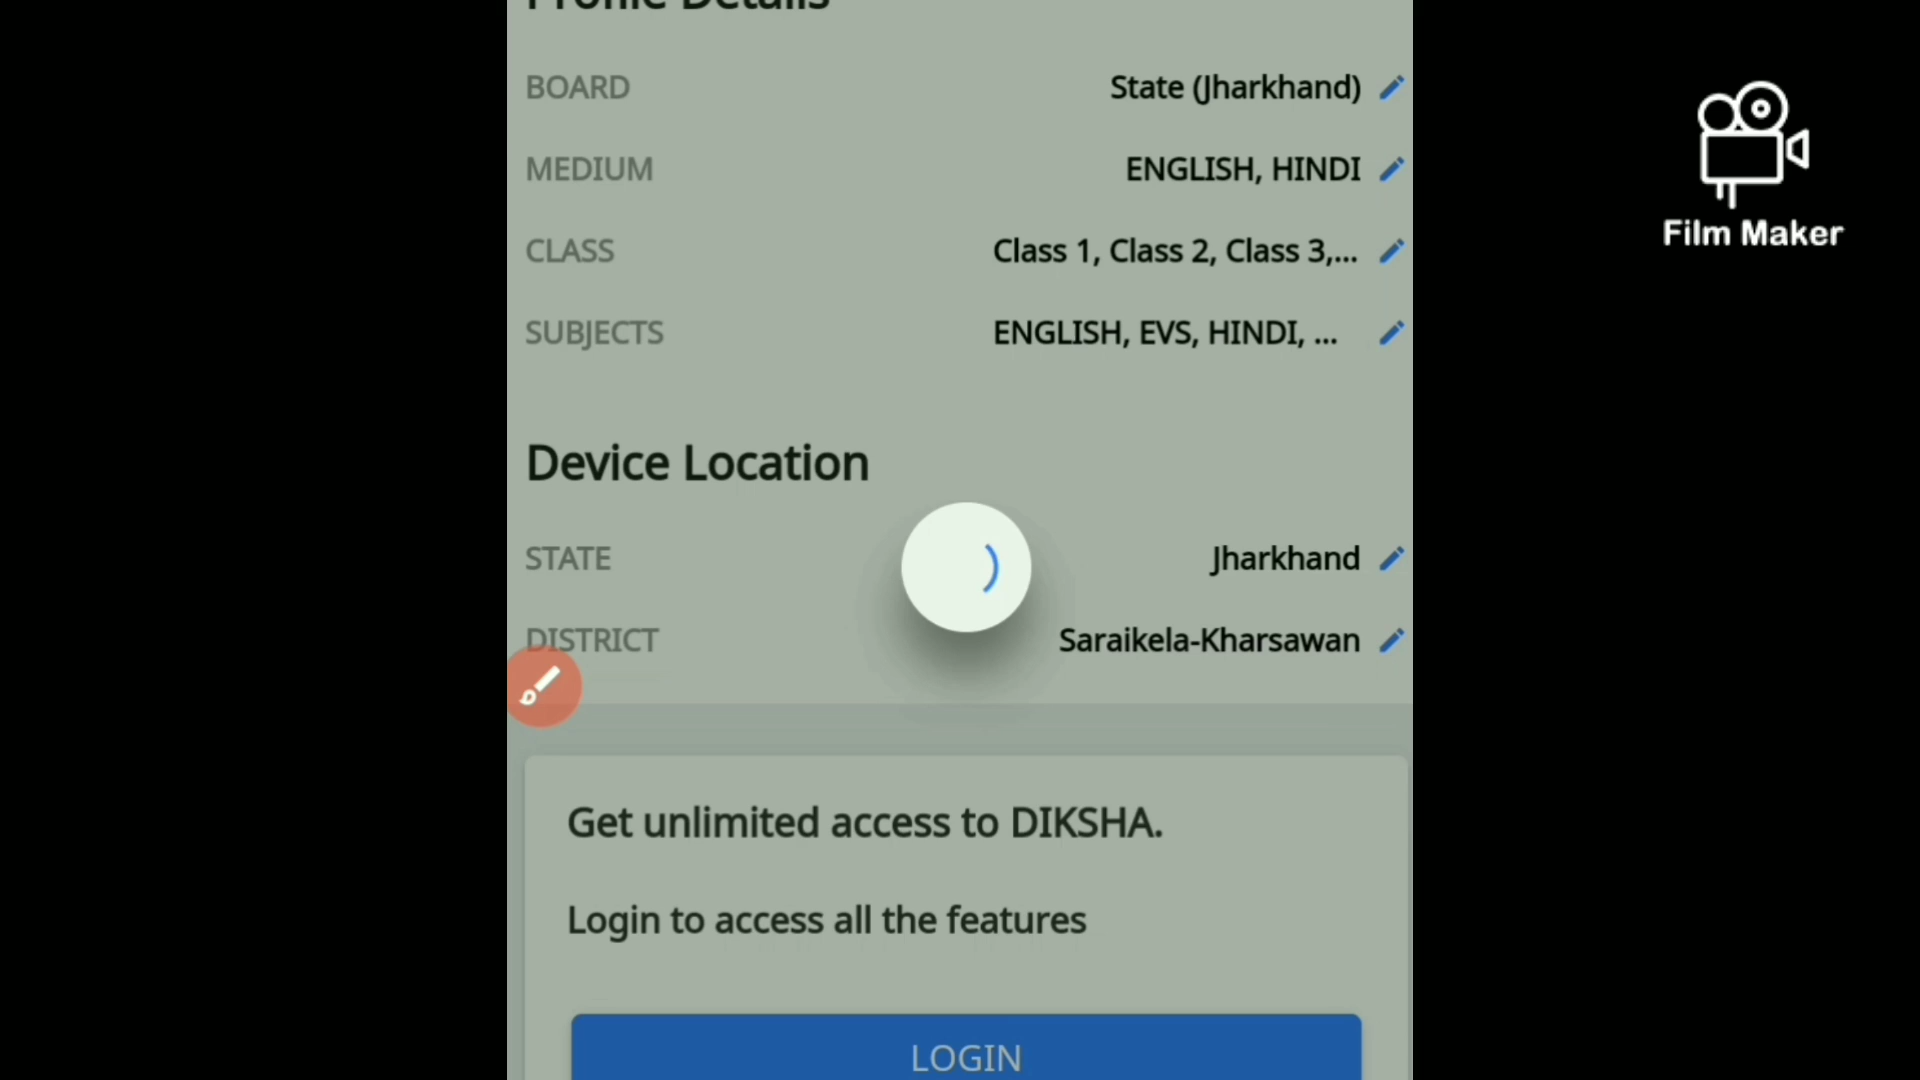 Profile Details
BOARD State (Jharkhand)
MEDIUM ENGLISH, HINDI
CLASS Class 1, Class 2, Class 3,...
SUBJECTS ENGLISH, EVS, HINDI, ...
Device Location
STATE Jharkhand
DISTRICT Saraikela-Kharsawan
Get unlimited access to DIKSHA.
Login to access all the features
LOGIN
Film Maker